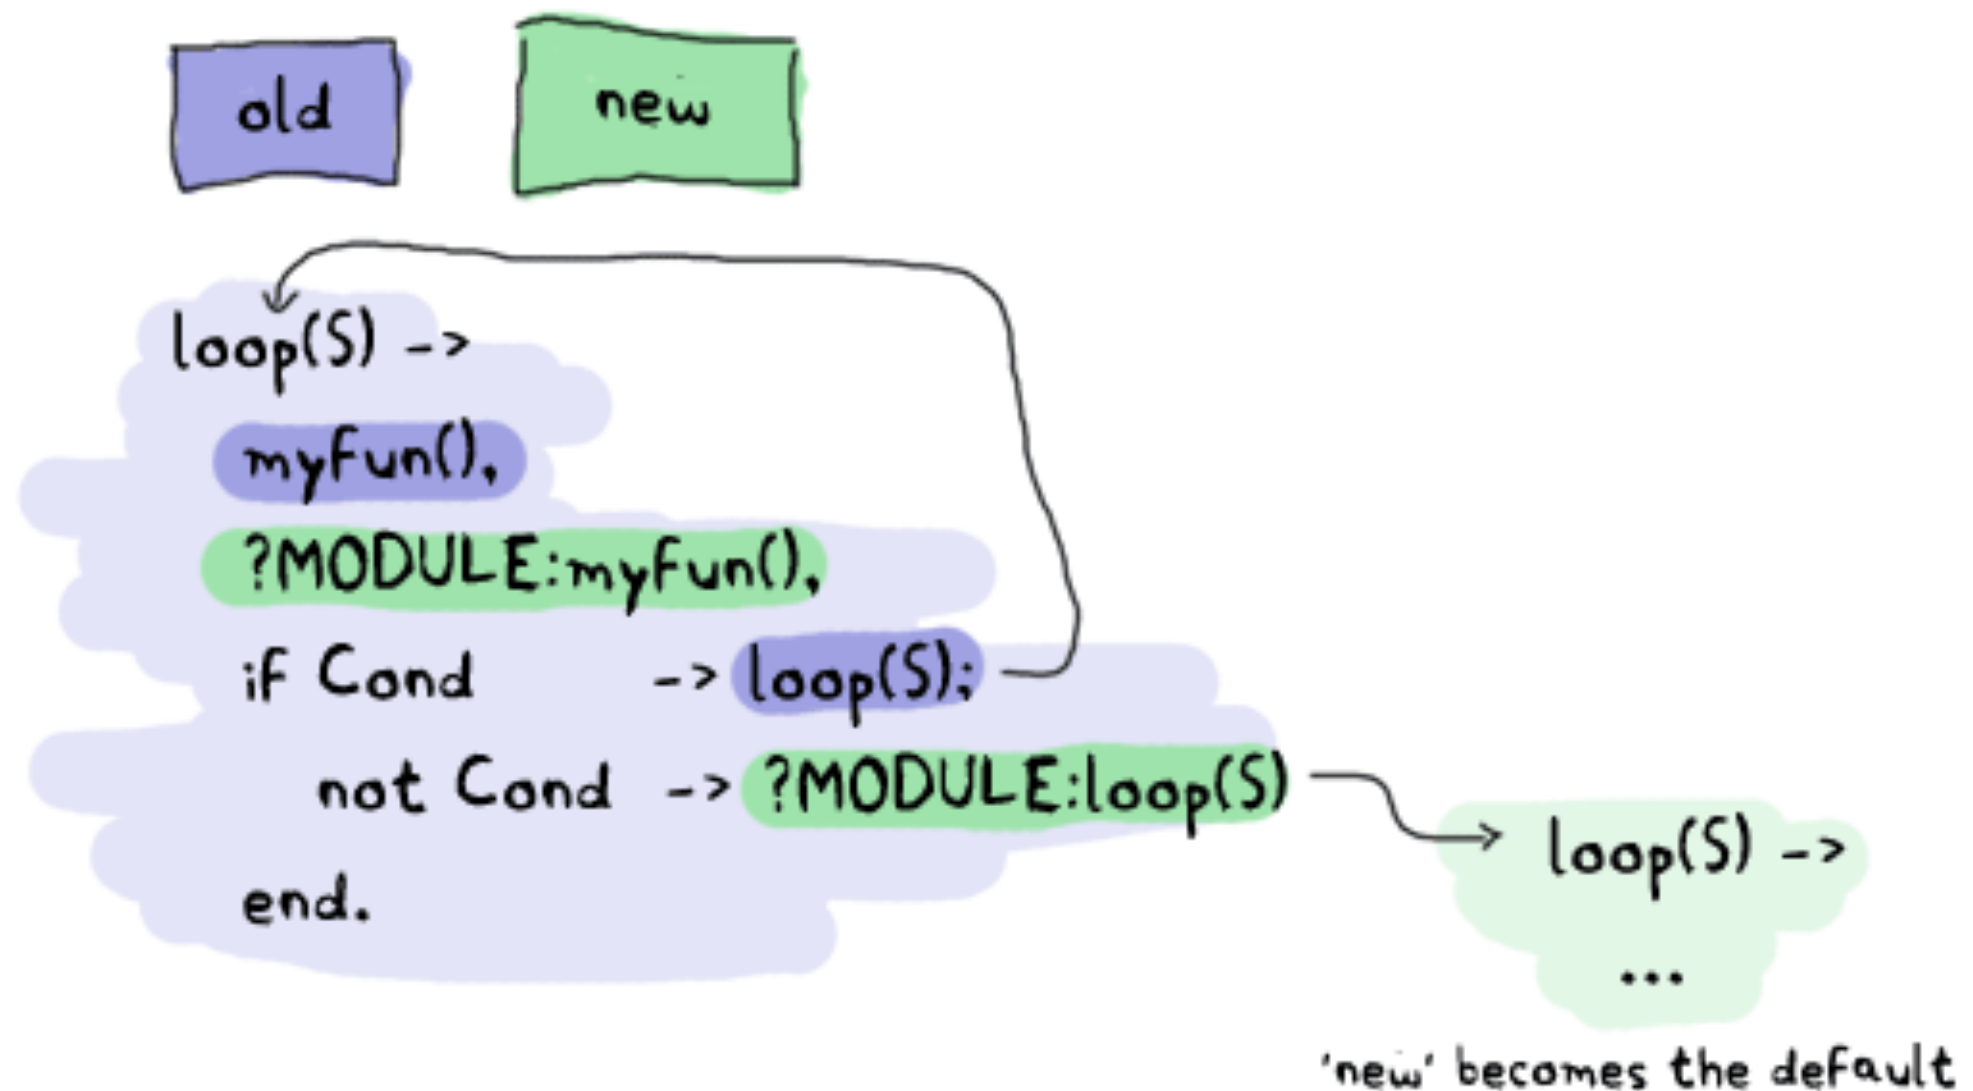 old
new
loop(S) ->
myfun(),
?MODULE:myfun(),
if Cond -> loop(S);
not Cond -> ?MODULE:loop(S)
end.
loop(S) ->
...
'new' becomes the default